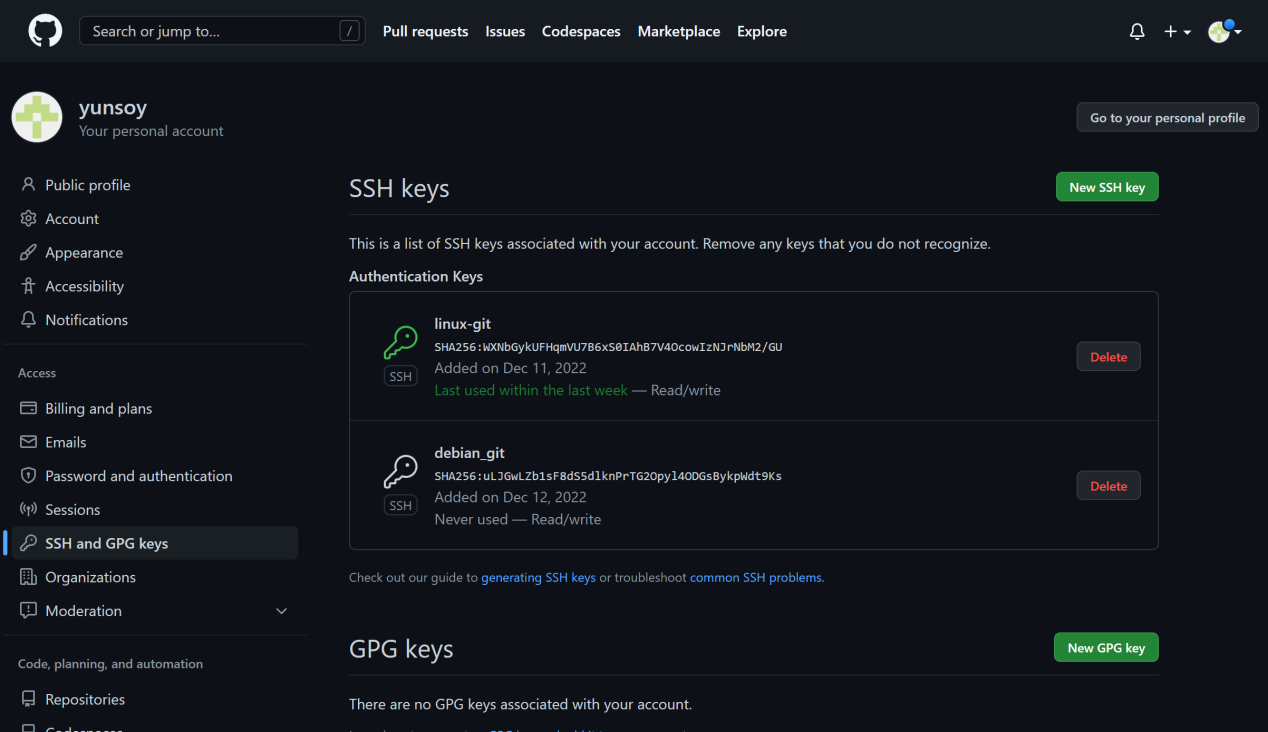 Search or jump to... /
Pull requests Issues Codespaces Marketplace Explore
yunsoy
Your personal account
Go to your personal profile
Public profile
Account
Appearance
Accessibility
Notifications
Access
Billing and plans
Emails
Password and authentication
Sessions
SSH and GPG keys
Organizations
Moderation
Code, planning, and automation
Repositories
Codespaces
SSH keys
New SSH key
This is a list of SSH keys associated with your account. Remove any keys that you do not recognize.
Authentication Keys
linux-git
SHA256:WXNbGykUFHqmVU7B6xS0IAhB7V4OcowIzNJrNbM2/GU
Added on Dec 11, 2022
Last used within the last week — Read/write
SSH
Delete
debian_git
SHA256:uLJGwLZb1sF8dS5dlknPrTG2Opyl4ODGsBykpWdt9Ks
Added on Dec 12, 2022
Never used — Read/write
SSH
Delete
Check out our guide to generating SSH keys or troubleshoot common SSH problems.
GPG keys
New GPG key
There are no GPG keys associated with your account.